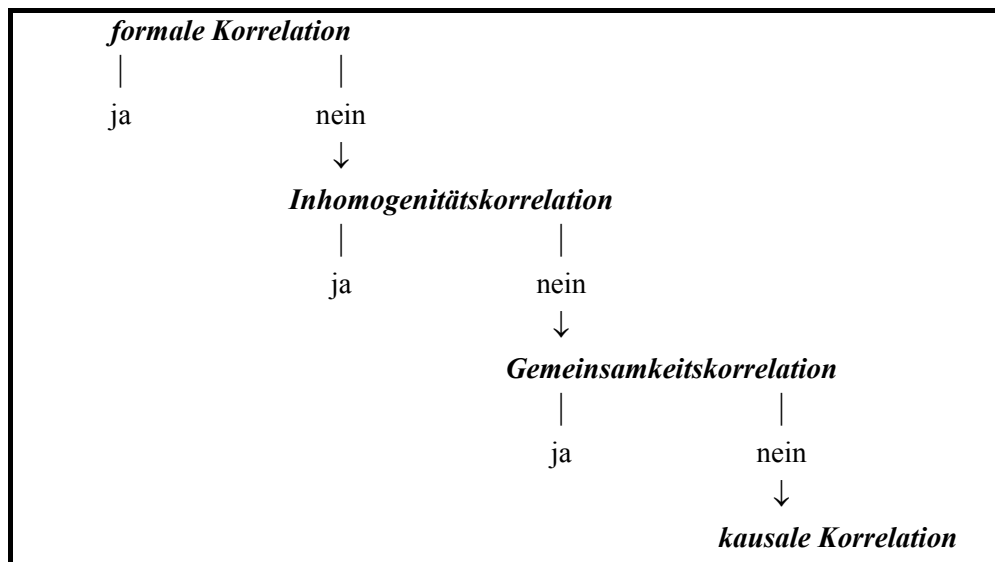 formale Korrelation
ja nein
Inhomogenitätskorrelation
ja nein
Gemeinsamkeitskorrelation
ja nein
kausale Korrelation